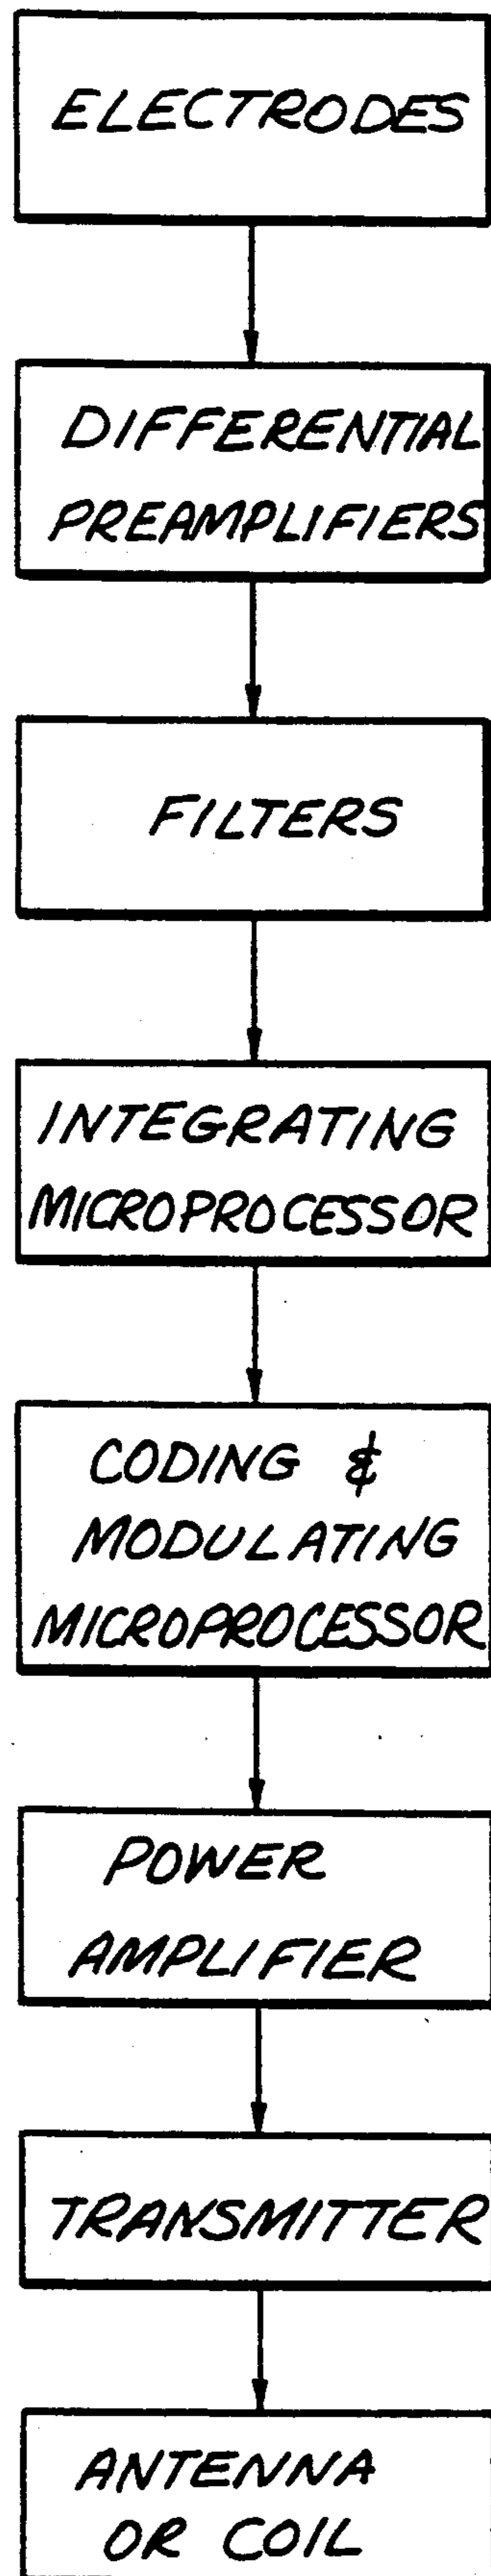 ELECTRODES
DIFFERENTIAL
PREAMPLIFIERS
FILTERS
INTEGRATING
MICROPROCESSOR
CODING &
MODULATING
MICROPROCESSOR
POWER
AMPLIFIER
TRANSMITTER
ANTENNA
OR COIL